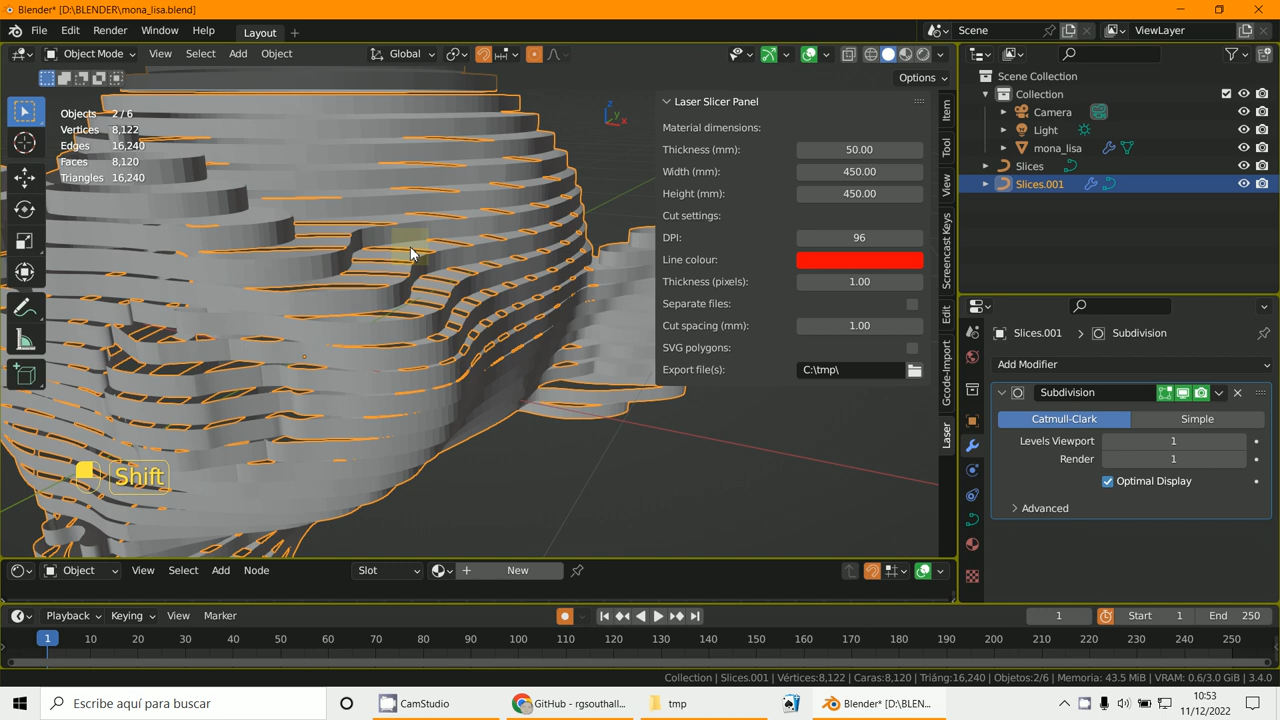 Blender* [D:\BLENDER\mona_lisa.blend]
File Edit Render Window Help Layout Scene ViewLayer
Object Mode View Select Add Object Global
Options
Objects 2 / 6
Vertices 8,122
Edges 16,240
Faces 8,120
Triangles 16,240
Laser Slicer Panel
Material dimensions:
Thickness (mm): 50.00
Width (mm): 450.00
Height (mm): 450.00
Cut settings:
DPI: 96
Line colour:
Thickness (pixels): 1.00
Separate files:
Cut spacing (mm): 1.00
SVG polygons:
Export file(s): C:\tmp\
Item
Tool
View
Screencast Keys
Edit
Gcode-Import
Laser
Scene Collection
Collection
Camera
Light
mona_lisa
Slices
Slices.001
Slices.001 Subdivision
Add Modifier
Subdivision
Catmull-Clark Simple
Levels Viewport 1
Render 1
Optimal Display
Advanced
Shift
Object View Select Add Node Slot New
Playback Keying View Marker 1 Start 1 End 250
1 10 20 30 40 50 60 70 80 90 100 110 120 130 140 150 160 170 180 190 200 210 220 230 240 250
Collection | Slices.001 | Vértices:8,122 | Caras:8,120 | Triáng:16,240 | Objetos:2/6 | Memoria: 43.5 MiB | VRAM: 0.6/3.0 GiB | 3.4.0
Escribe aquí para buscar
CamStudio
GitHub - rgsouthall...
tmp
Blender* [D:\BLEN...
10:53
11/12/2022